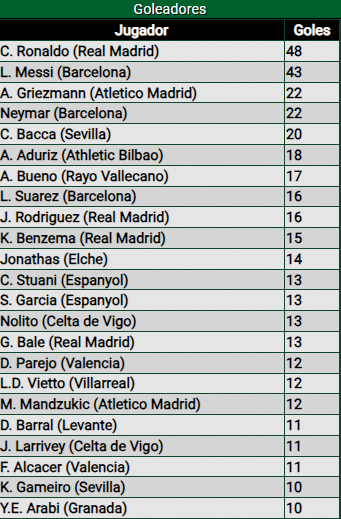 Goleadores
Jugador Goles
C. Ronaldo (Real Madrid) 48
L. Messi (Barcelona) 43
A. Griezmann (Atletico Madrid) 22
Neymar (Barcelona) 22
C. Bacca (Sevilla) 20
A. Aduriz (Athletic Bilbao) 18
A. Bueno (Rayo Vallecano) 17
L. Suarez (Barcelona) 16
J. Rodriguez (Real Madrid) 16
K. Benzema (Real Madrid) 15
Jonathas (Elche) 14
C. Stuani (Espanyol) 13
S. Garcia (Espanyol) 13
Nolito (Celta de Vigo) 13
G. Bale (Real Madrid) 13
D. Parejo (Valencia) 12
L.D. Vietto (Villarreal) 12
M. Mandzukic (Atletico Madrid) 12
D. Barral (Levante) 11
J. Larrivey (Celta de Vigo) 11
F. Alcacer (Valencia) 11
K. Gameiro (Sevilla) 10
Y.E. Arabi (Granada) 10